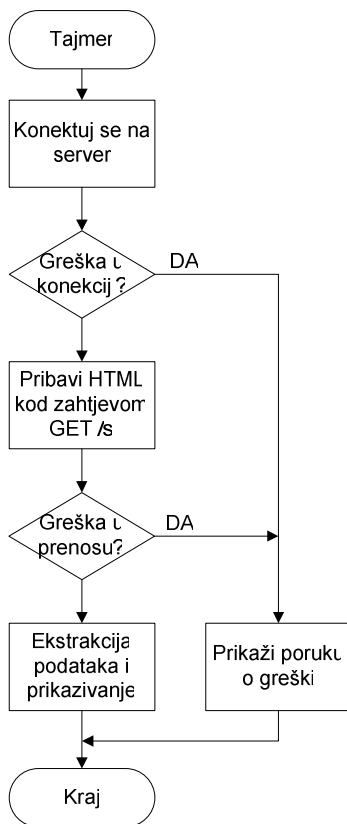 Tajmer
Konektuj se na
server
Greška u
konekciji?
DA
Pribavi HTML
kod zahtjevom
GET /s
Greška u
prenosu?
DA
Ekstrakcija
podataka i
prikazivanje
Prikaži poruku
o greški
Kraj